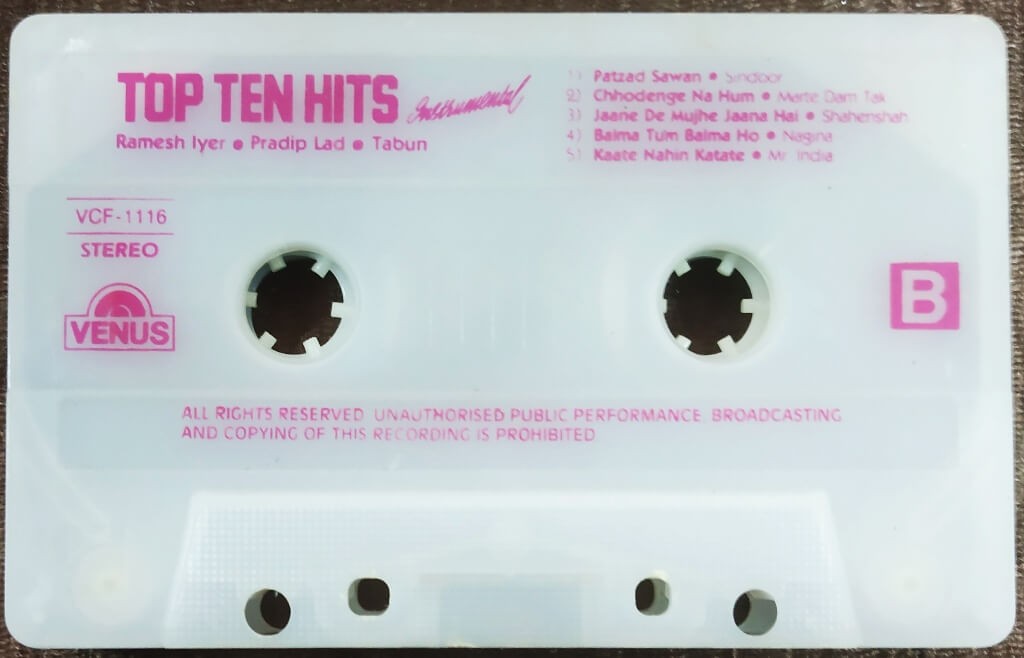 TOP TEN HITS Instrumental
Ramesh Iyer ● Pradip Lad ● Tabun
1) Patzad Sawan ● Sindoor
2) Chhodenge Na Hum ● Marte Dam Tak
3) Jaane De Mujhe Jaana Hai ● Shahenshah
4) Balma Tum Balma Ho ● Nagina
5) Kaate Nahin Katate ● Mr. India
VCF-1116
STEREO
VENUS
B
ALL RIGHTS RESERVED. UNAUTHORISED PUBLIC PERFORMANCE, BROADCASTING
AND COPYING OF THIS RECORDING IS PROHIBITED.